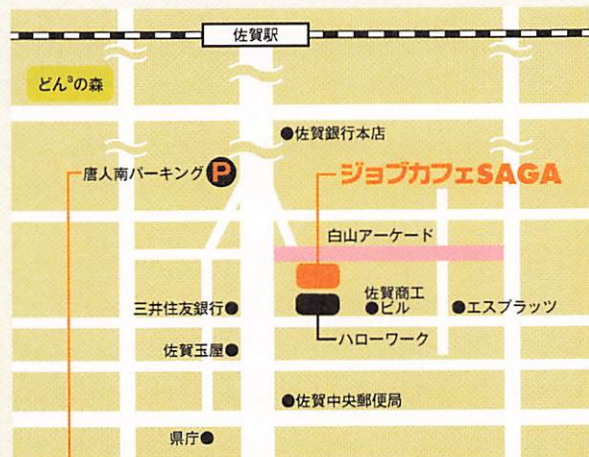 佐賀駅
どん³の森
佐賀銀行本店
唐人南パーキング
P
ジョブカフェSAGA
白山アーケード
三井住友銀行
佐賀商工
ビル
エスプラッツ
ハローワーク
佐賀玉屋
佐賀中央郵便局
県庁